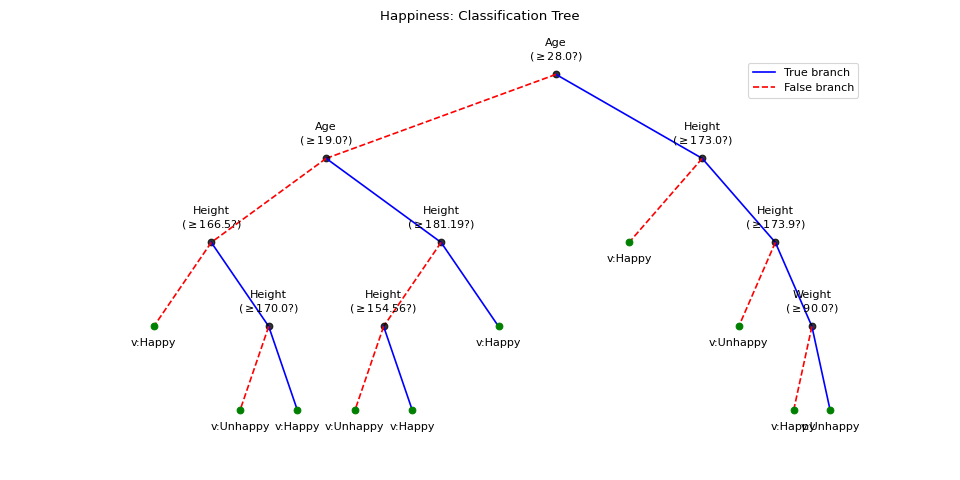 Happiness: Classification Tree
Age
(≥28.0?)
True branch
False branch
Age
(≥19.0?)
Height
(≥173.0?)
Height
(≥166.5?)
Height
(≥181.19?)
Height
(≥173.9?)
v:Happy
Height
(≥170.0?)
Height
(≥154.56?)
Weight
(≥90.0?)
v:Happy
v:Happy
v:Unhappy
v:Unhappy
v:Happy
v:Unhappy
v:Happy
v:Happy
v:Unhappy